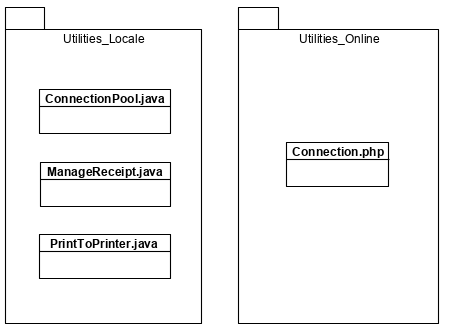 Utilities_Locale
ConnectionPool.java
ManageReceipt.java
PrintToPrinter.java
Utilities_Online
Connection.php